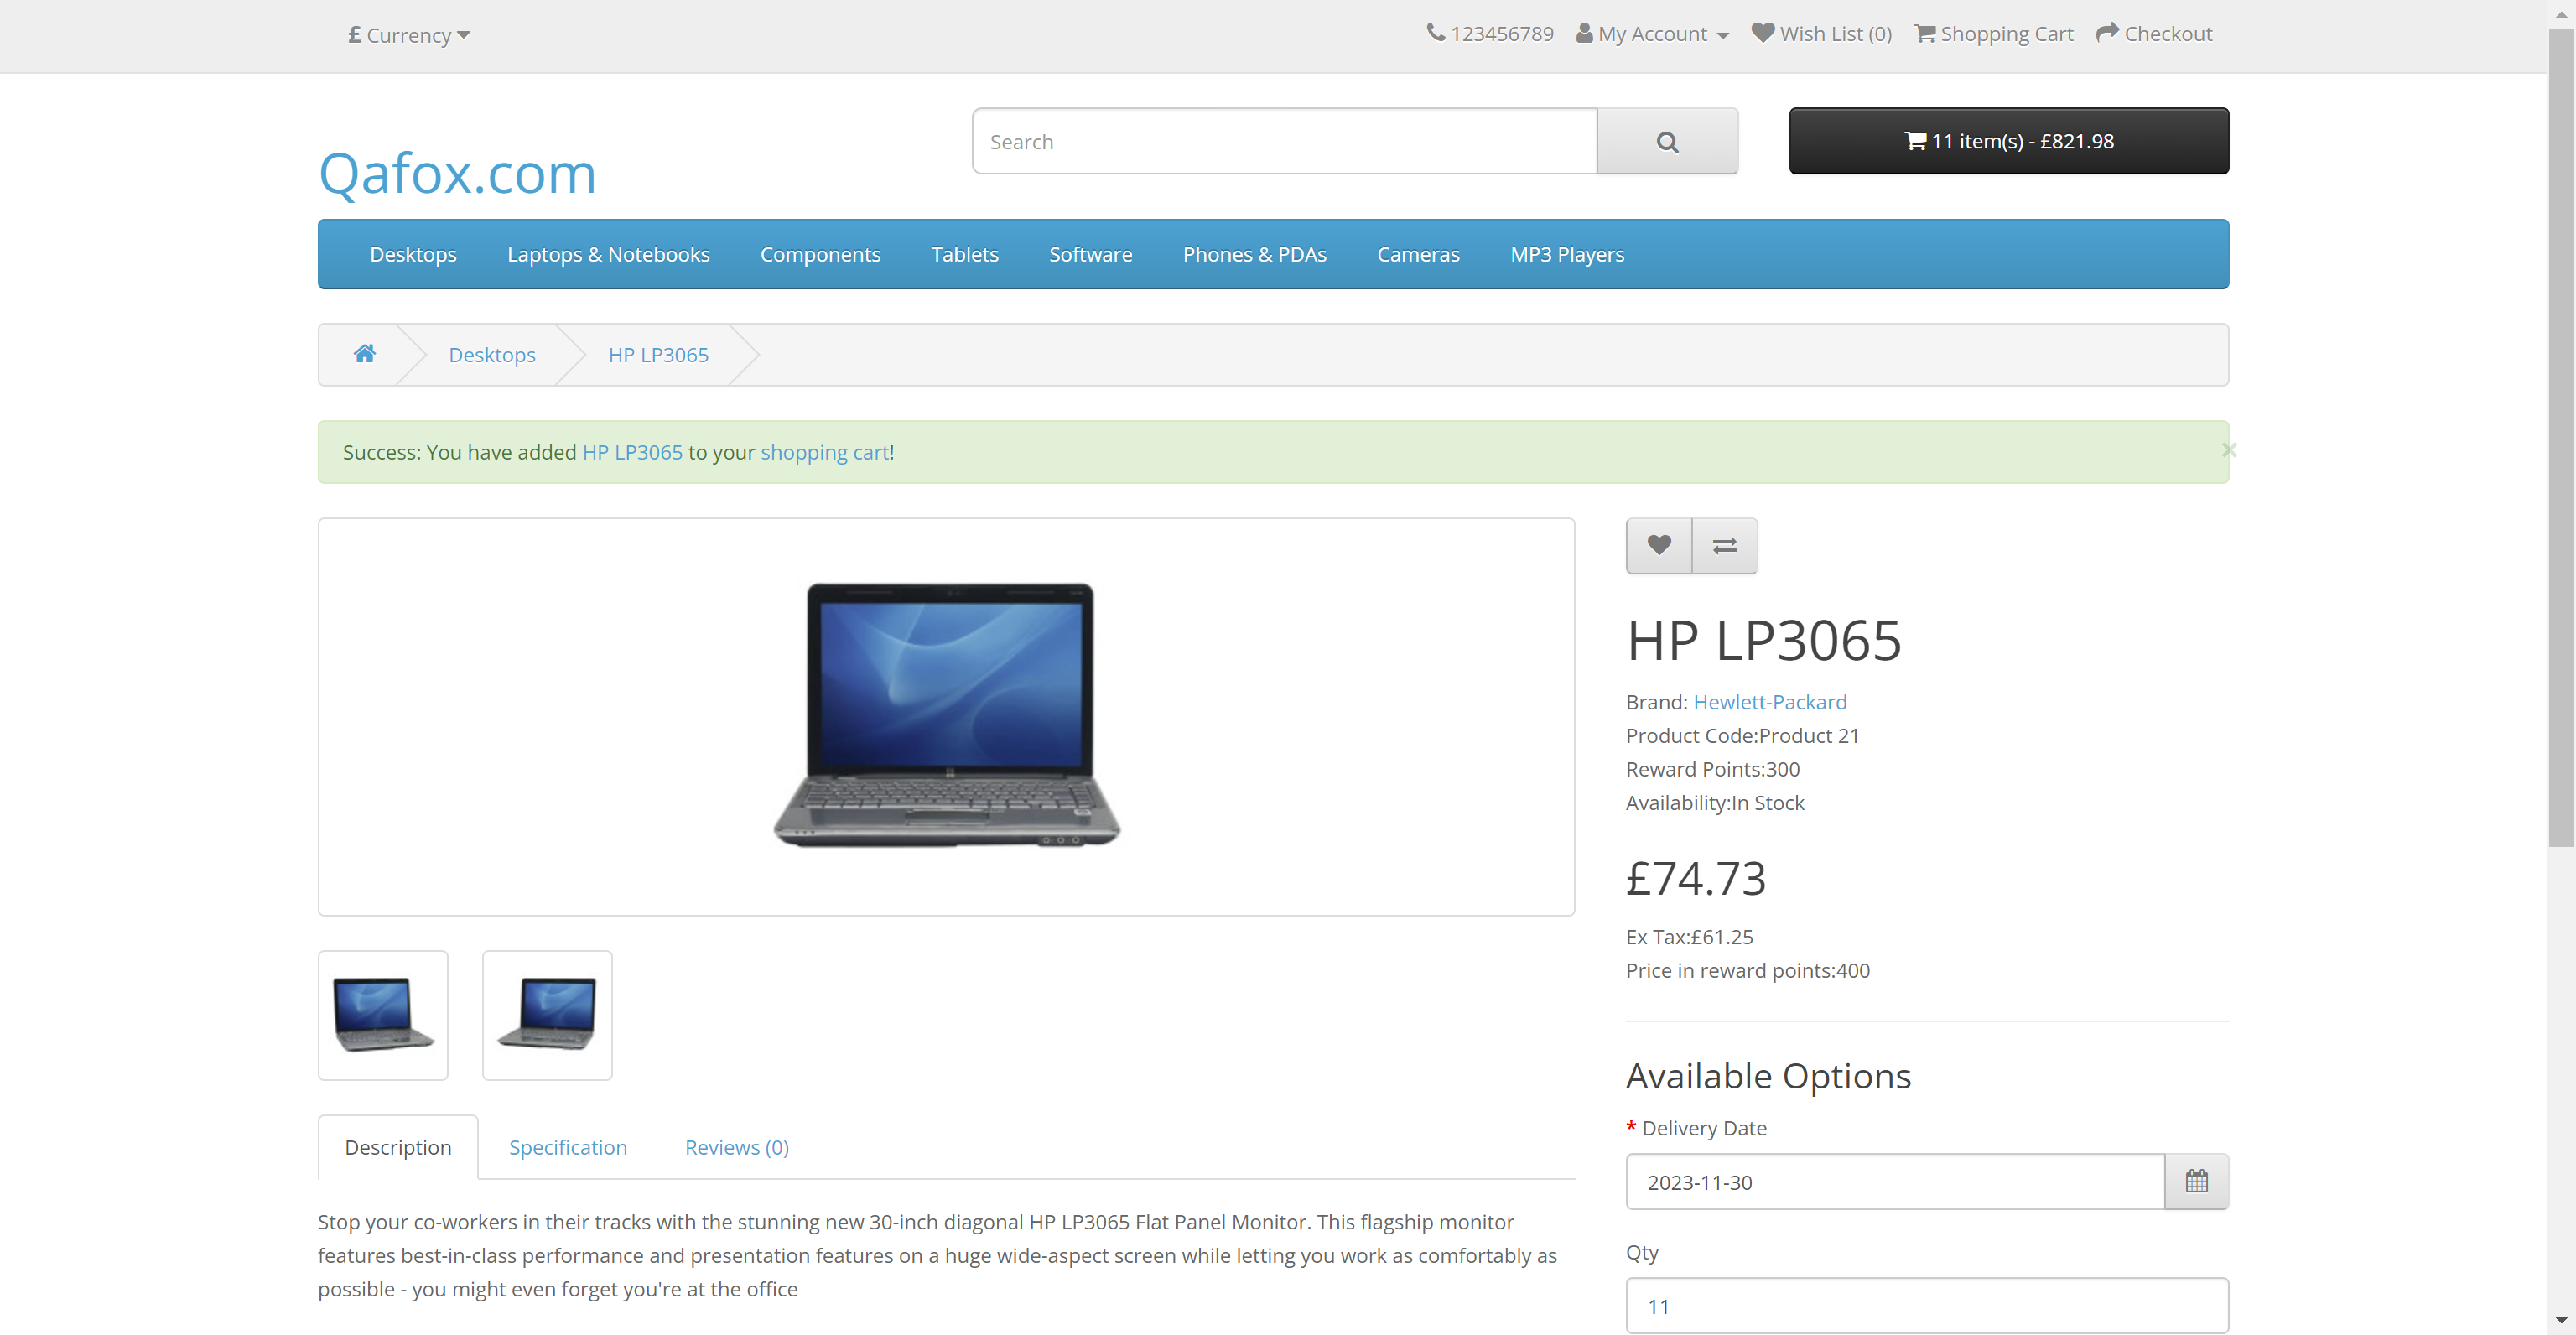 £ Currency
123456789 My Account Wish List (0) Shopping Cart Checkout
Qafox.com
Search
11 item(s) - £821.98
Desktops Laptops & Notebooks Components Tablets Software Phones & PDAs Cameras MP3 Players
Desktops HP LP3065
Success: You have added HP LP3065 to your shopping cart!
×
HP LP3065
Brand: Hewlett-Packard
Product Code:Product 21
Reward Points:300
Availability:In Stock
£74.73
Ex Tax:£61.25
Price in reward points:400
Available Options
* Delivery Date
2023-11-30
Qty
11
Description Specification Reviews (0)
Stop your co-workers in their tracks with the stunning new 30-inch diagonal HP LP3065 Flat Panel Monitor. This flagship monitor
features best-in-class performance and presentation features on a huge wide-aspect screen while letting you work as comfortably as
possible - you might even forget you're at the office